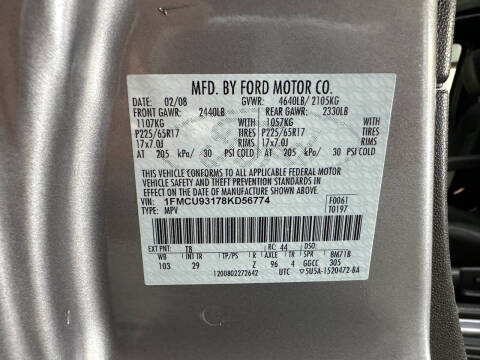 MFD. BY FORD MOTOR CO.
DATE: 02/08 GVWR: 4640LB/ 2105KG
FRONT GAWR: 2440LB REAR GAWR: 2330LB
1107KG WITH 1057KG WITH
P225/65R17 TIRES P225/65R17 TIRES
17x7.0J RIMS 17x7.0J RIMS
AT 205 kPa/ 30 PSI COLD AT 205 kPa/ 30 PSI COLD
THIS VEHICLE CONFORMS TO ALL APPLICABLE FEDERAL MOTOR
VEHICLE SAFETY AND THEFT PREVENTION STANDARDS IN
EFFECT ON THE DATE OF MANUFACTURE SHOWN ABOVE.
VIN: 1FMCU93178KD56774 F0061
TYPE: MPV T0197
EXT PNT: T8 RC: 44 DSO:
WB INT TR TP/PS R AXLE TR SPR BM71B
103 29 Z 96 4 GGCC 305
1200802272642 UTC 5U5A-1520472-BA